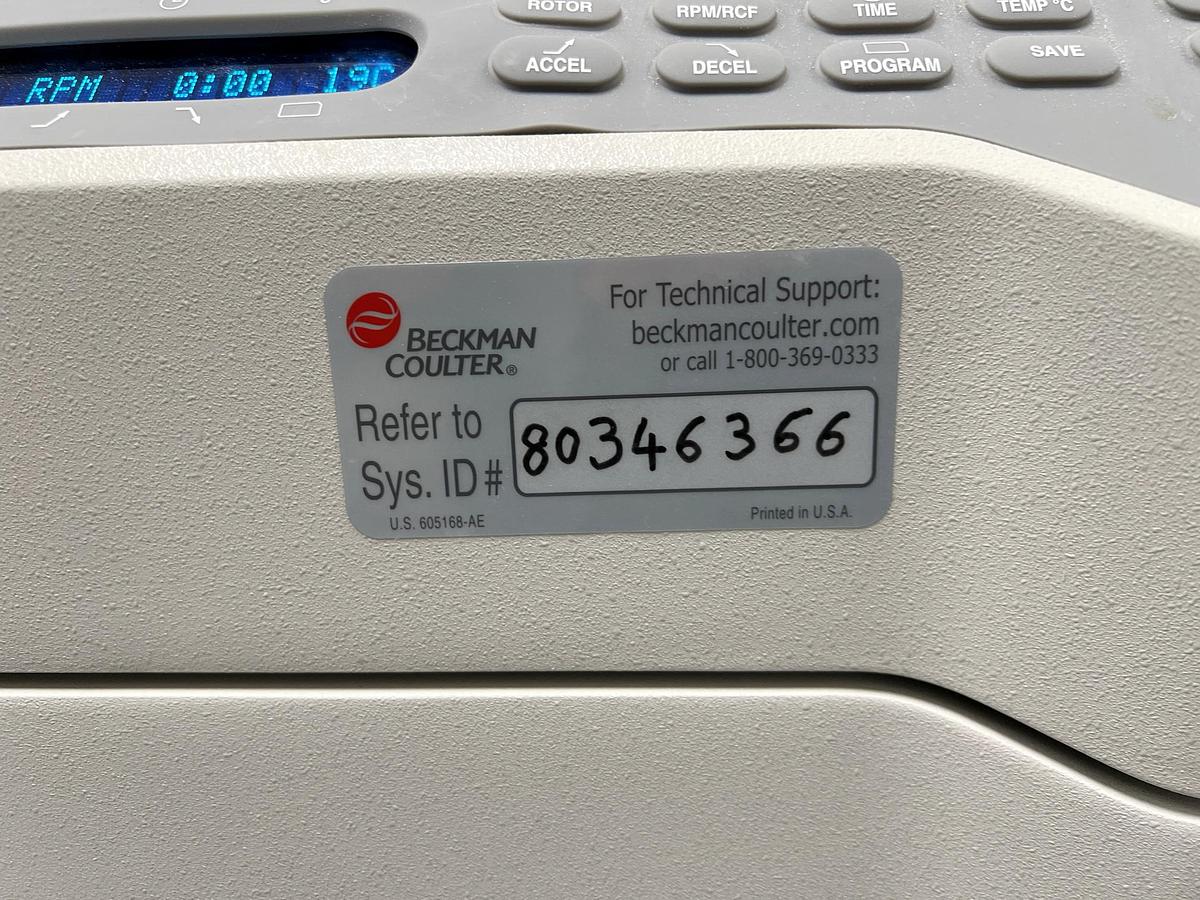 ROTOR RPM/RCF TIME TEMP °C
ACCEL DECEL PROGRAM SAVE
RPM 0:00 19C
BECKMAN
COULTER®
For Technical Support:
beckmancoulter.com
or call 1-800-369-0333
Refer to
Sys. ID#
80346366
U.S. 605168-AE
Printed in U.S.A.